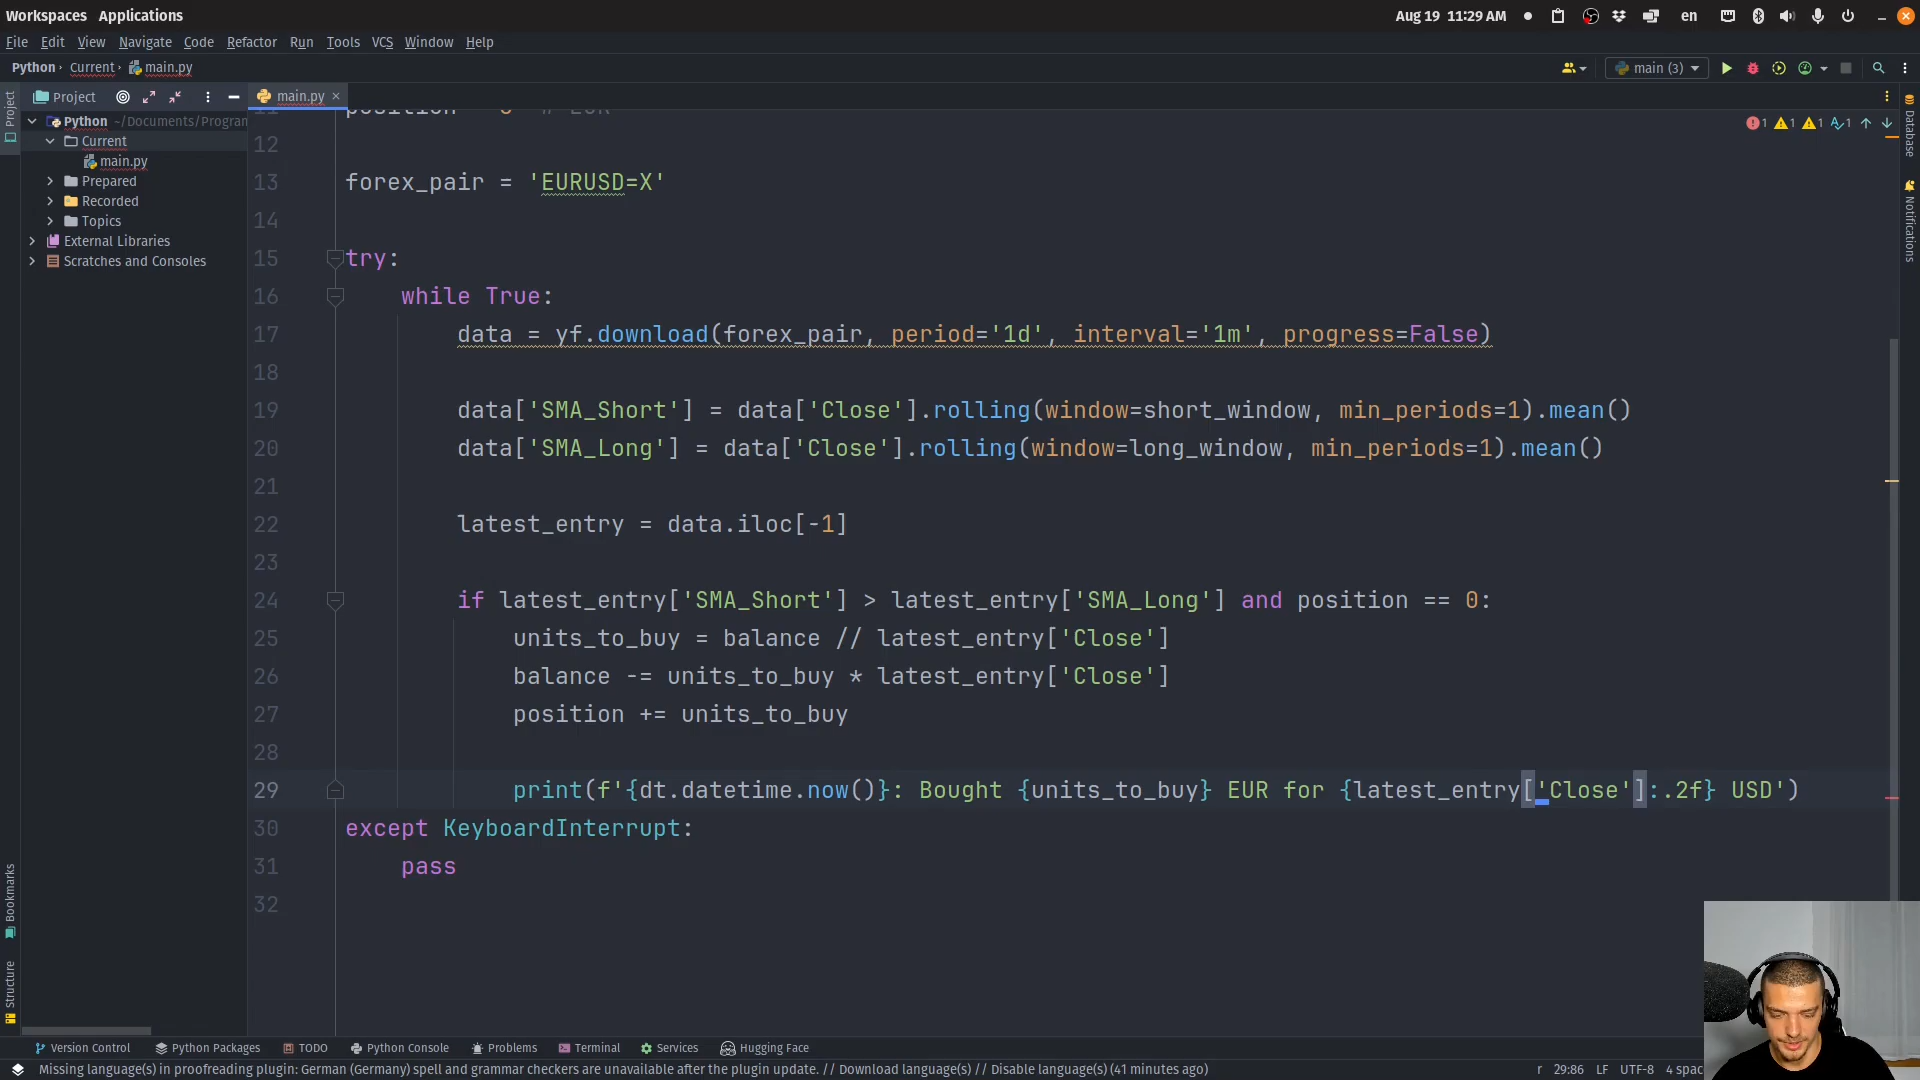 Workspaces Applications
Aug 19 11:29 AM
en
File Edit View Navigate Code Refactor Run Tools VCS Window Help
Python Current main.py
main (3)
Project
main.py
Python ~/Documents/Program
Current
main.py
Prepared
Recorded
Topics
External Libraries
Scratches and Consoles
Project
Bookmarks
Structure
Database
Notifications
1 1 1 1
12
13 forex_pair = 'EURUSD=X'
14
15 try:
16 while True:
17 data = yf.download(forex_pair, period='1d', interval='1m', progress=False)
18
19 data['SMA_Short'] = data['Close'].rolling(window=short_window, min_periods=1).mean()
20 data['SMA_Long'] = data['Close'].rolling(window=long_window, min_periods=1).mean()
21
22 latest_entry = data.iloc[-1]
23
24 if latest_entry['SMA_Short'] > latest_entry['SMA_Long'] and position == 0:
25 units_to_buy = balance // latest_entry['Close']
26 balance -= units_to_buy * latest_entry['Close']
27 position += units_to_buy
28
29 print(f'{dt.datetime.now()}: Bought {units_to_buy} EUR for {latest_entry['Close']:.2f} USD')
30 except KeyboardInterrupt:
31 pass
32
Version Control Python Packages TODO Python Console Problems Terminal Services Hugging Face
Missing language(s) in proofreading plugin: German (Germany) spell and grammar checkers are unavailable after the plugin update. // Download language(s) // Disable language(s) (41 minutes ago)
r 29:86 LF UTF-8 4 spac